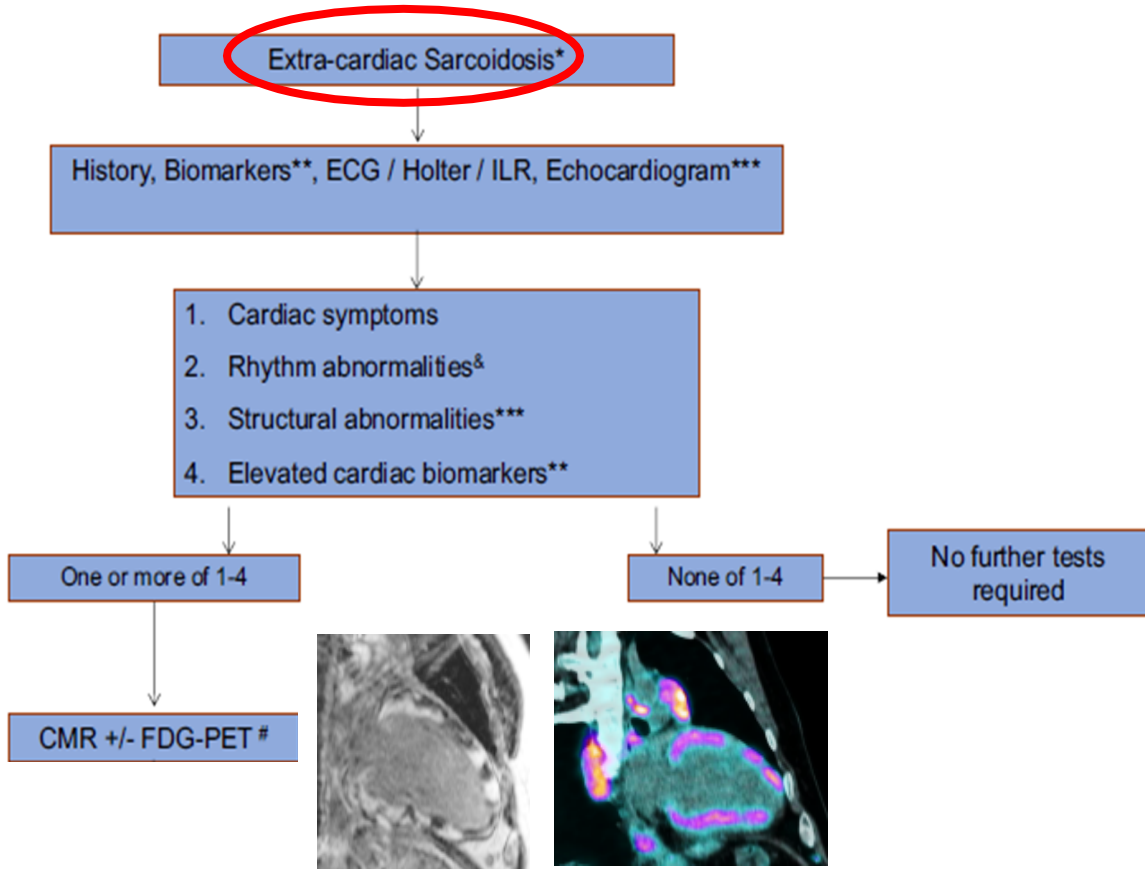 Extra-cardiac Sarcoidosis*
History, Biomarkers**, ECG / Holter / ILR, Echocardiogram***
1. Cardiac symptoms
2. Rhythm abnormalities&
3. Structural abnormalities***
4. Elevated cardiac biomarkers**
One or more of 1-4
None of 1-4
No further tests
required
CMR +/- FDG-PET #